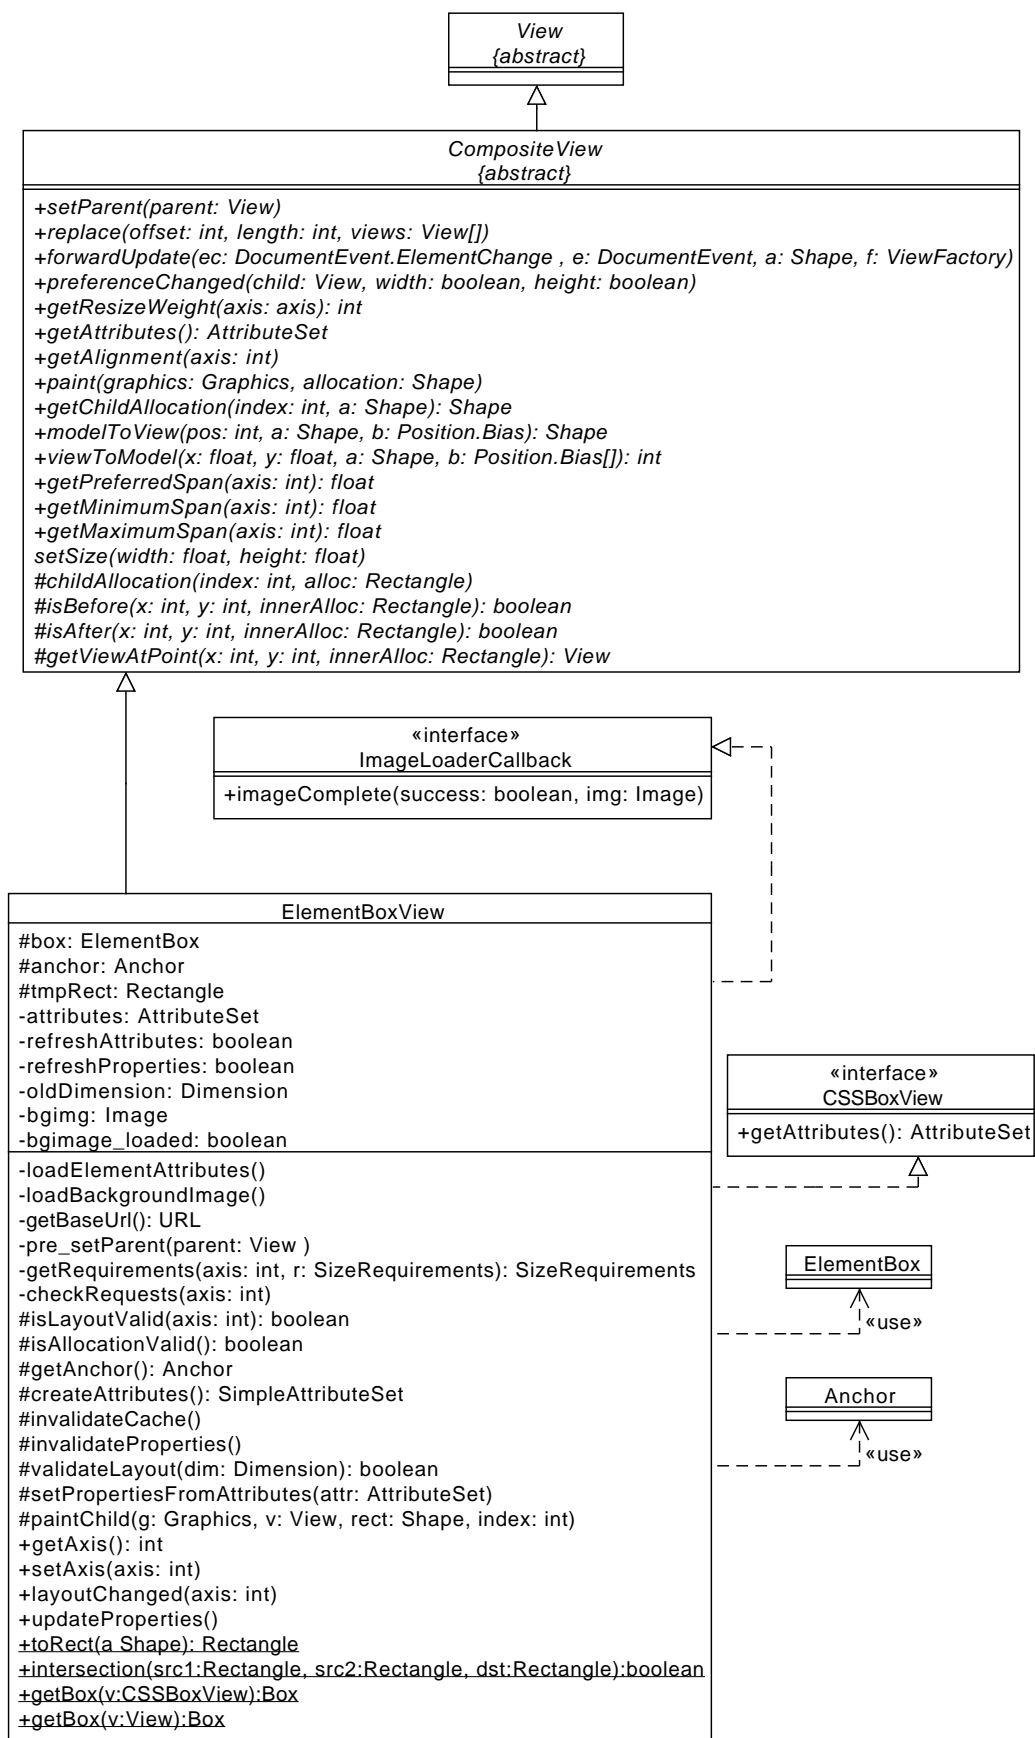 View
{abstract}
CompositeView
{abstract}
+setParent(parent: View)
+replace(offset: int, length: int, views: View[])
+forwardUpdate(ec: DocumentEvent.ElementChange , e: DocumentEvent, a: Shape, f: ViewFactory)
+preferenceChanged(child: View, width: boolean, height: boolean)
+getResizeWeight(axis: axis): int
+getAttributes(): AttributeSet
+getAlignment(axis: int)
+paint(graphics: Graphics, allocation: Shape)
+getChildAllocation(index: int, a: Shape): Shape
+modelToView(pos: int, a: Shape, b: Position.Bias): Shape
+viewToModel(x: float, y: float, a: Shape, b: Position.Bias[]): int
+getPreferredSpan(axis: int): float
+getMinimumSpan(axis: int): float
+getMaximumSpan(axis: int): float
setSize(width: float, height: float)
#childAllocation(index: int, alloc: Rectangle)
#isBefore(x: int, y: int, innerAlloc: Rectangle): boolean
#isAfter(x: int, y: int, innerAlloc: Rectangle): boolean
#getViewAtPoint(x: int, y: int, innerAlloc: Rectangle): View
«interface»
ImageLoaderCallback
+imageComplete(success: boolean, img: Image)
ElementBoxView
#box: ElementBox
#anchor: Anchor
#tmpRect: Rectangle
-attributes: AttributeSet
-refreshAttributes: boolean
-refreshProperties: boolean
-oldDimension: Dimension
-bgimg: Image
-bgimage_loaded: boolean
-loadElementAttributes()
-loadBackgroundImage()
-getBaseUrl(): URL
-pre_setParent(parent: View )
-getRequirements(axis: int, r: SizeRequirements): SizeRequirements
-checkRequests(axis: int)
#isLayoutValid(axis: int): boolean
#isAllocationValid(): boolean
#getAnchor(): Anchor
#createAttributes(): SimpleAttributeSet
#invalidateCache()
#invalidateProperties()
#validateLayout(dim: Dimension): boolean
#setPropertiesFromAttributes(attr: AttributeSet)
#paintChild(g: Graphics, v: View, rect: Shape, index: int)
+getAxis(): int
+setAxis(axis: int)
+layoutChanged(axis: int)
+updateProperties()
+toRect(a Shape): Rectangle
+intersection(src1:Rectangle, src2:Rectangle, dst:Rectangle):boolean
+getBox(v:CSSBoxView):Box
+getBox(v:View):Box
«interface»
CSSBoxView
+getAttributes(): AttributeSet
ElementBox
«use»
Anchor
«use»